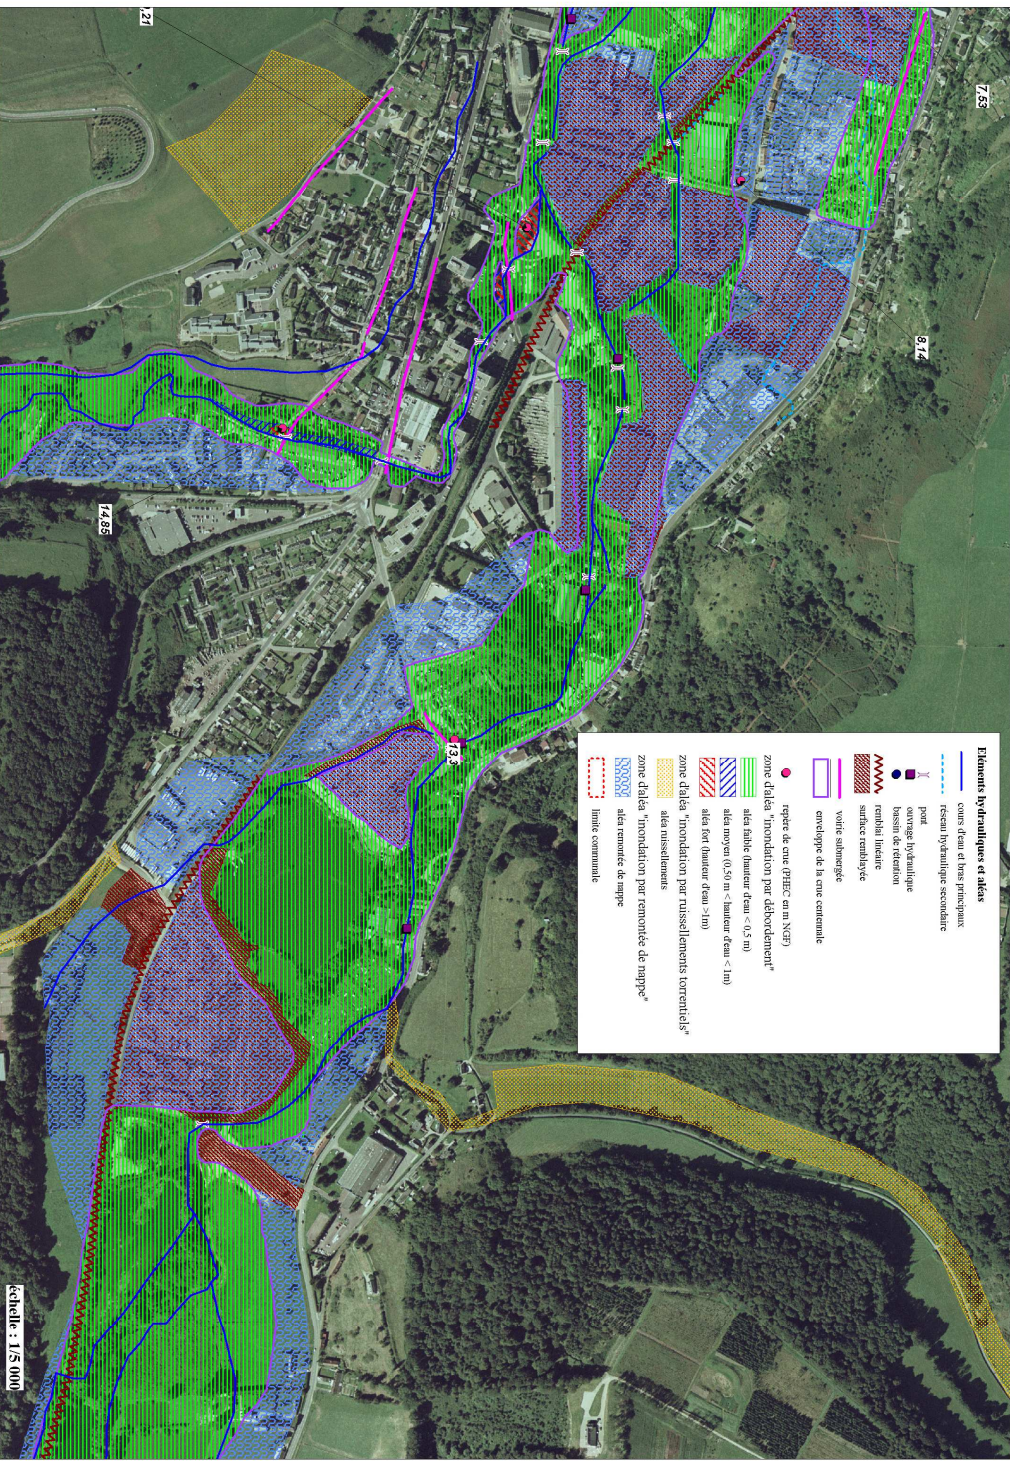 7,21
7,53
8,14
14,85
13,3
Eléments hydrauliques et aléas
cours d'eau et bras principaux
réseau hydraulique secondaire
pont
ouvrage hydraulique
bassin de rétention
remblai linéaire
surface remblayée
voirie submergée
enveloppe de la crue centennale
repère de crue (PHEC en m NGF)
zone d'aléa "inondation par débordement"
aléa faible (hauteur d'eau < 0,5 m)
aléa moyen (0,50 m < hauteur d'eau < 1m)
aléa fort (hauteur d'eau >1m)
zone d'aléa "inondation par ruissellements torrentiels"
aléa ruissellements
zone d'aléa "inondation par remontée de nappe"
aléa remontée de nappe
limite communale
échelle : 1/5 000